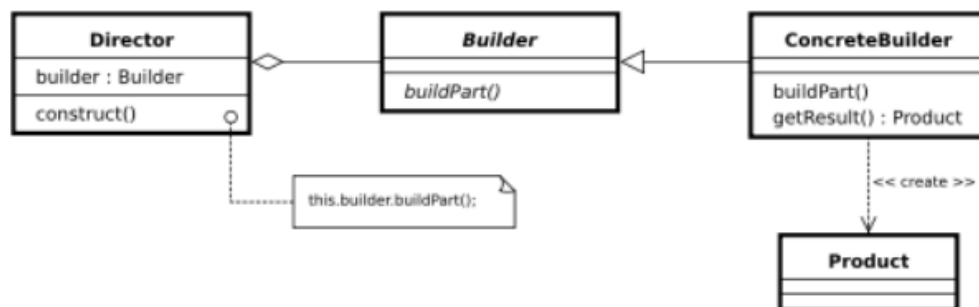 Director
builder : Builder
construct()
Builder
buildPart()
ConcreteBuilder
buildPart()
getResult() : Product
this.builder.buildPart();
<< create >>
Product